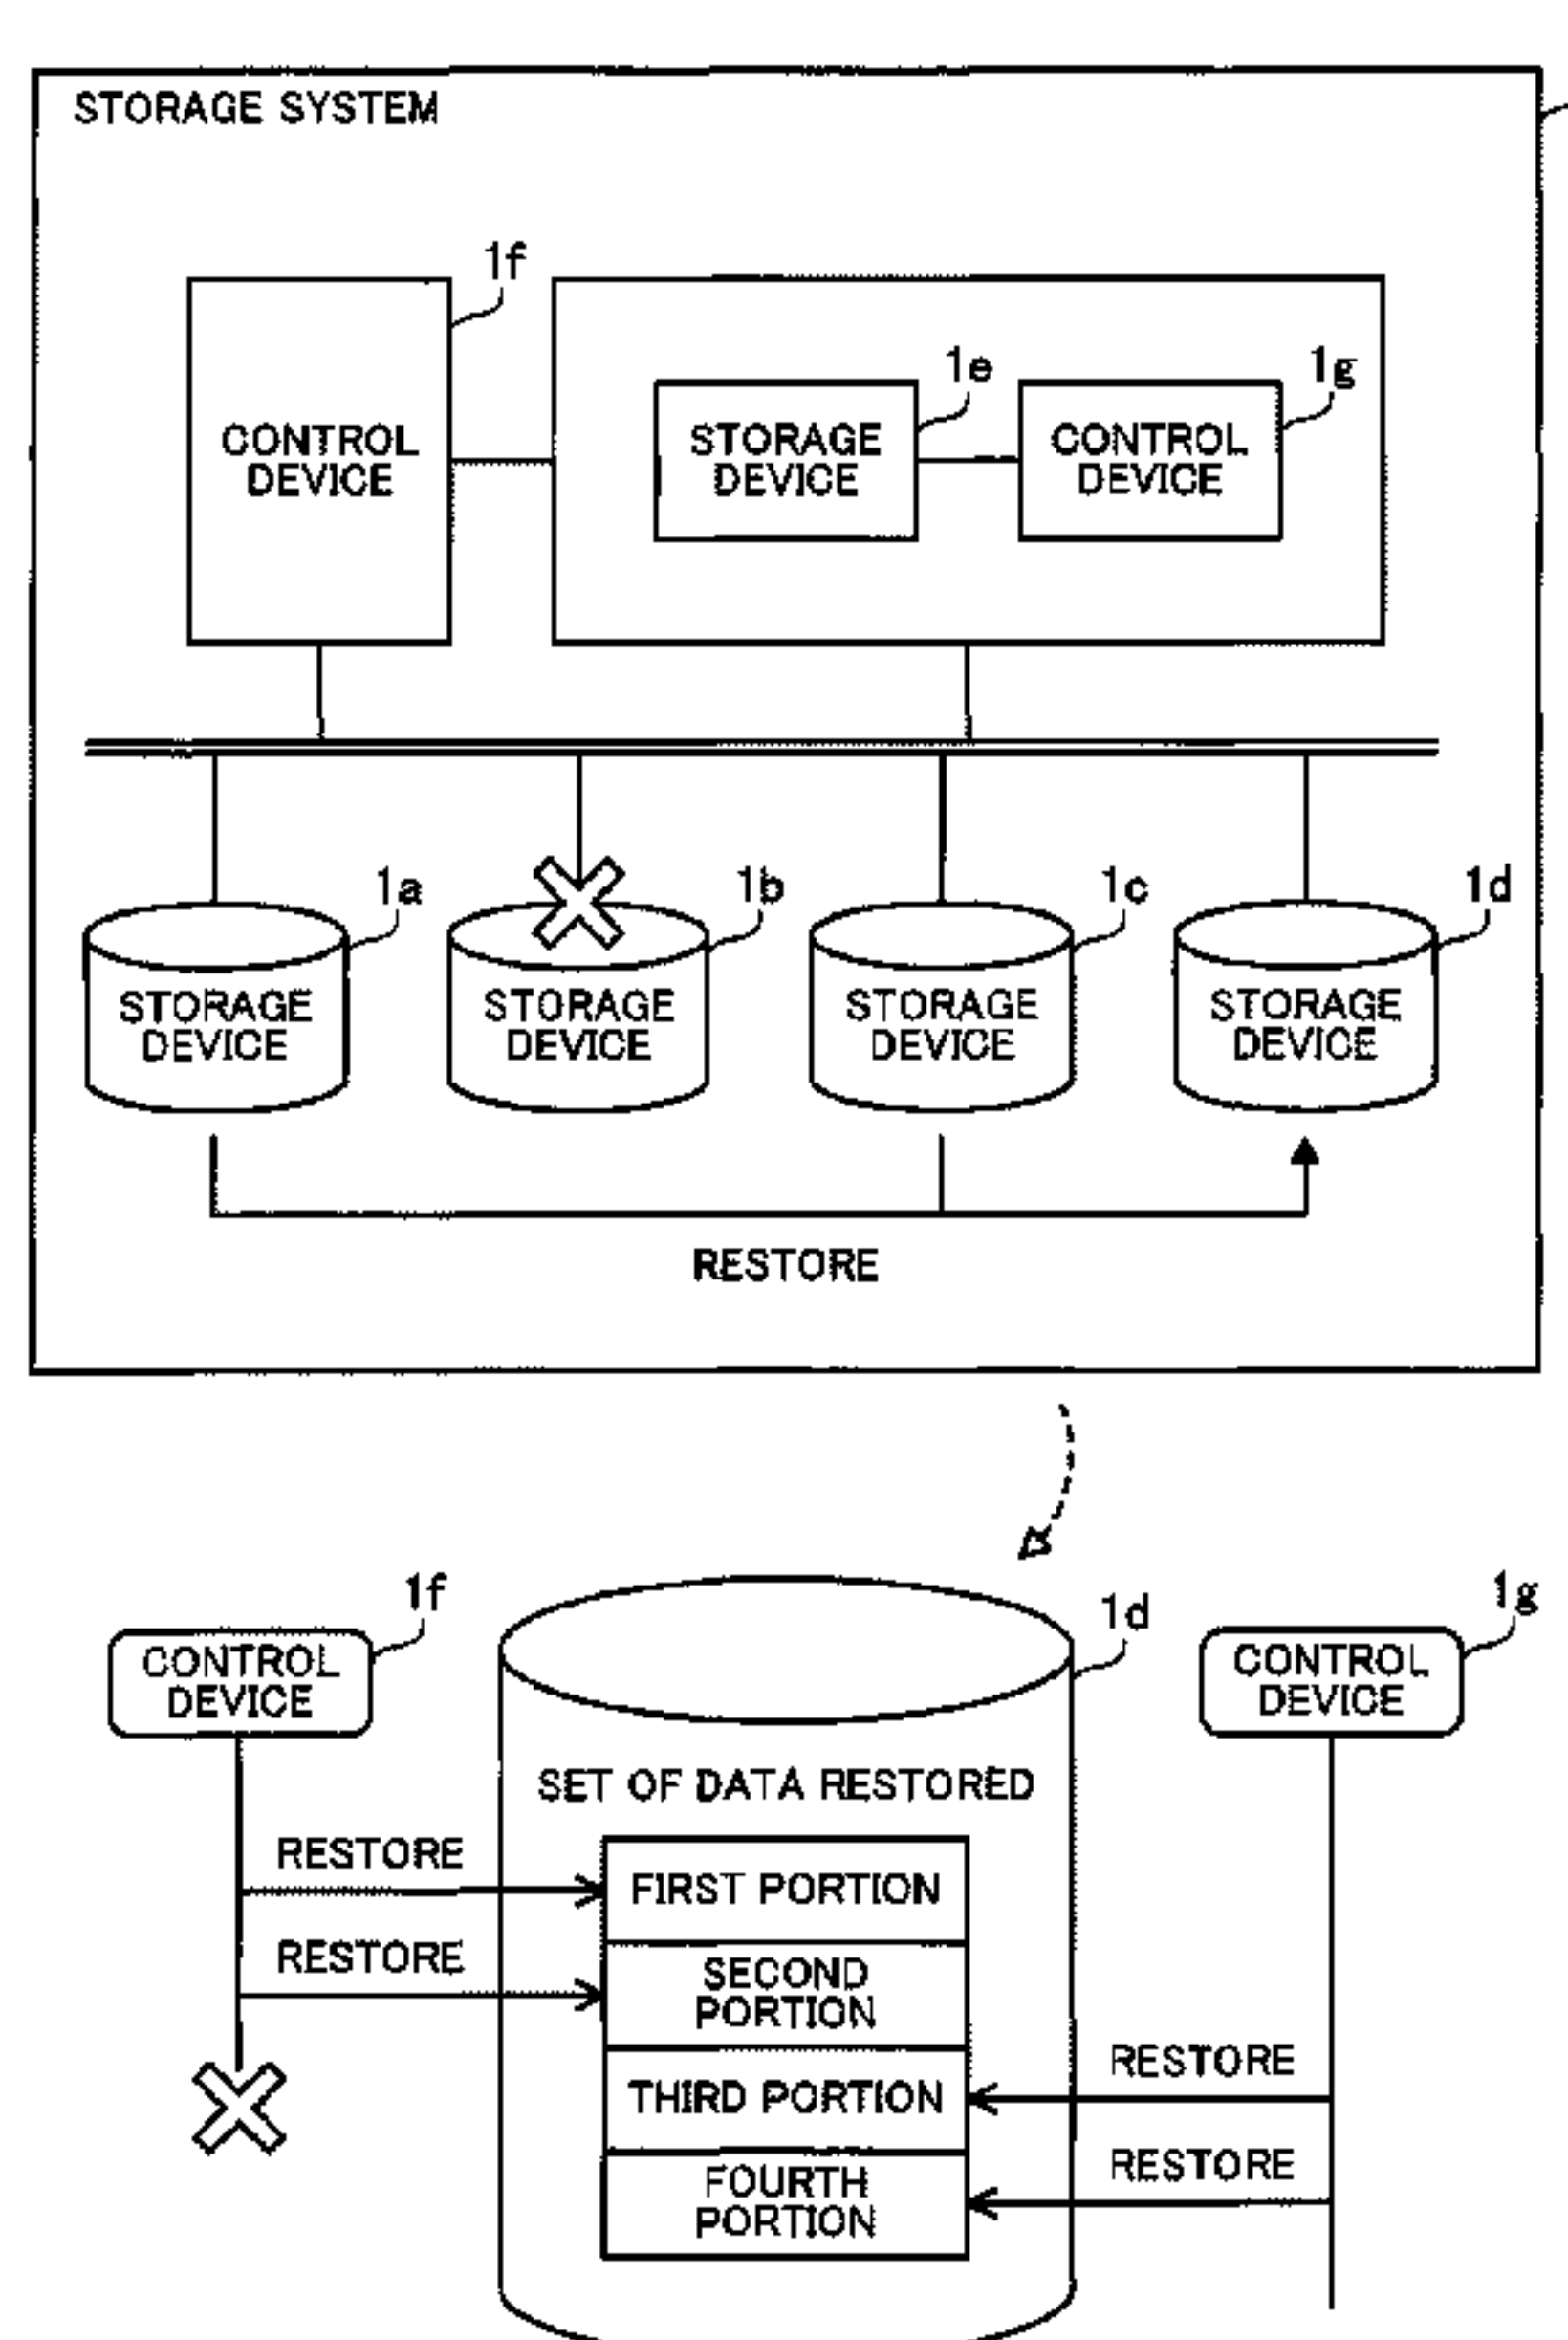 STORAGE SYSTEM
1f
1e
1g
CONTROL
DEVICE
STORAGE
DEVICE
CONTROL
DEVICE
1a
1b
1c
1d
STORAGE
DEVICE
STORAGE
DEVICE
STORAGE
DEVICE
STORAGE
DEVICE
RESTORE
1f
1d
1g
CONTROL
DEVICE
CONTROL
DEVICE
SET OF DATA RESTORED
RESTORE
FIRST PORTION
RESTORE
SECOND
PORTION
RESTORE
THIRD PORTION
RESTORE
FOURTH
PORTION